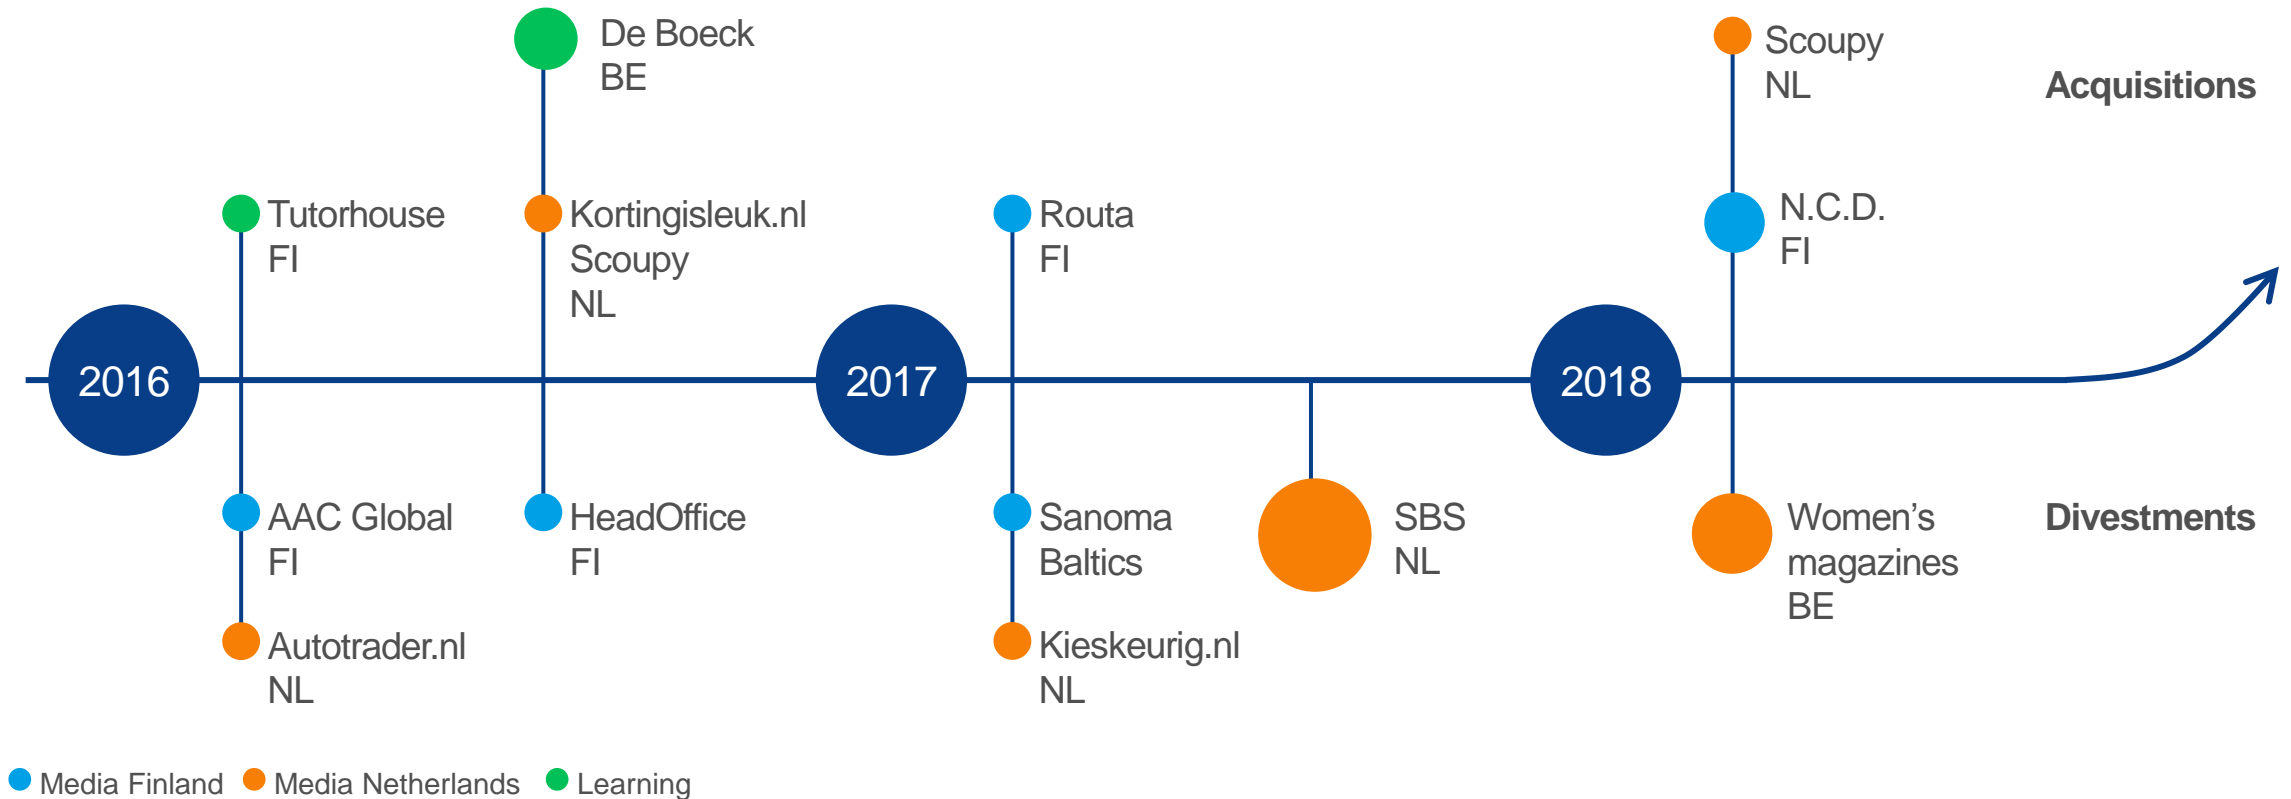 De Boeck
BE
Scoupy
NL
Acquisitions
Tutorhouse
FI
Kortingisleuk.nl
Scoupy
NL
Routa
FI
N.C.D.
FI
2016
2017
2018
AAC Global
FI
HeadOffice
FI
Sanoma
Baltics
SBS
NL
Women’s
magazines
BE
Divestments
Autotrader.nl
NL
Kieskeurig.nl
NL
Media Finland
Media Netherlands
Learning